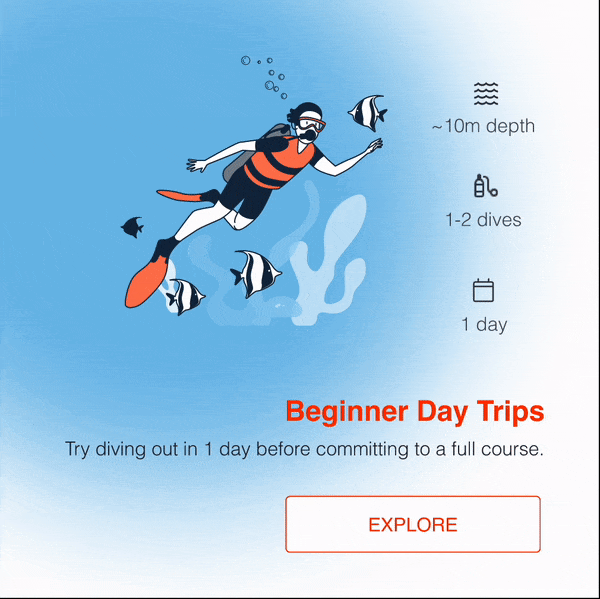 ~10m depth
1-2 dives
1 day
Beginner Day Trips
Try diving out in 1 day before committing to a full course.
EXPLORE